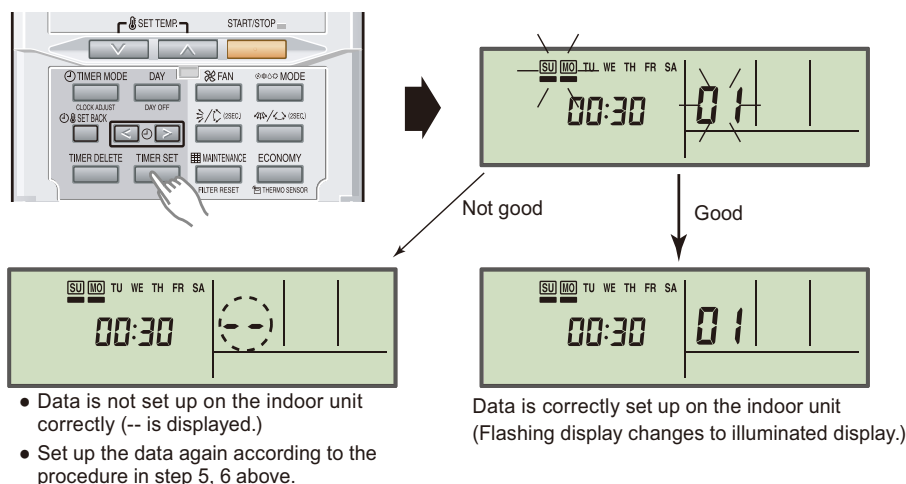 SET TEMP. START/STOP
TIMER MODE DAY FAN MODE
CLOCK ADJUST DAY OFF
SET BACK (2SEC.) (2SEC.)
TIMER DELETE TIMER SET MAINTENANCE ECONOMY
FILTER RESET THERMO SENSOR
SU MO TU WE TH FR SA
00:30 01
Not good
Good
SU MO TU WE TH FR SA
00:30 --
SU MO TU WE TH FR SA
00:30 01
● Data is not set up on the indoor unit
correctly (-- is displayed.)
● Set up the data again according to the
procedure in step 5, 6 above.
Data is correctly set up on the indoor unit
(Flashing display changes to illuminated display.)